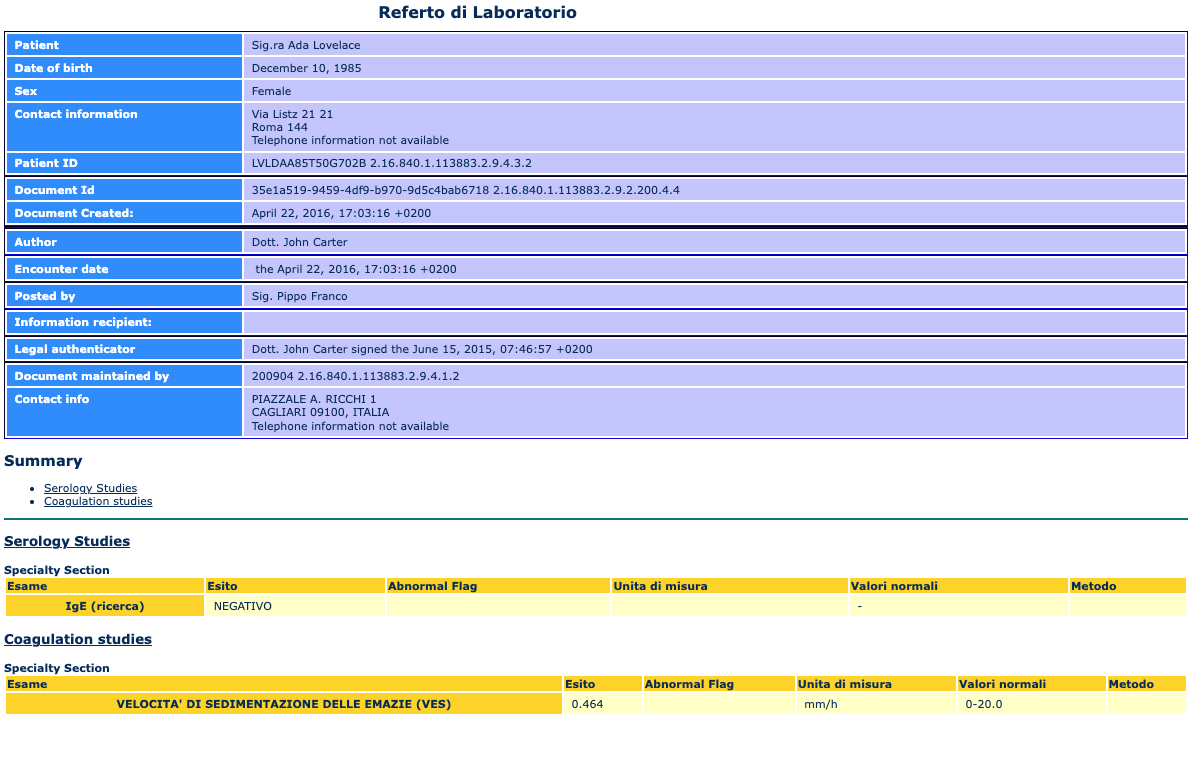 Referto di Laboratorio
Patient Sig.ra Ada Lovelace
Date of birth December 10, 1985
Sex Female
Contact information Via Listz 21 21
Roma 144
Telephone information not available
Patient ID LVLDAA85T50G702B 2.16.840.1.113883.2.9.4.3.2
Document Id 35e1a519-9459-4df9-b970-9d5c4bab6718 2.16.840.1.113883.2.9.2.200.4.4
Document Created: April 22, 2016, 17:03:16 +0200
Author Dott. John Carter
Encounter date the April 22, 2016, 17:03:16 +0200
Posted by Sig. Pippo Franco
Information recipient:
Legal authenticator Dott. John Carter signed the June 15, 2015, 07:46:57 +0200
Document maintained by 200904 2.16.840.1.113883.2.9.4.1.2
Contact info PIAZZALE A. RICCHI 1
CAGLIARI 09100, ITALIA
Telephone information not available
Summary
• Serology Studies
• Coagulation studies
Serology Studies
Specialty Section
Esame Esito Abnormal Flag Unita di misura Valori normali Metodo
IgE (ricerca) NEGATIVO -
Coagulation studies
Specialty Section
Esame Esito Abnormal Flag Unita di misura Valori normali Metodo
VELOCITA' DI SEDIMENTAZIONE DELLE EMAZIE (VES) 0.464 mm/h 0-20.0